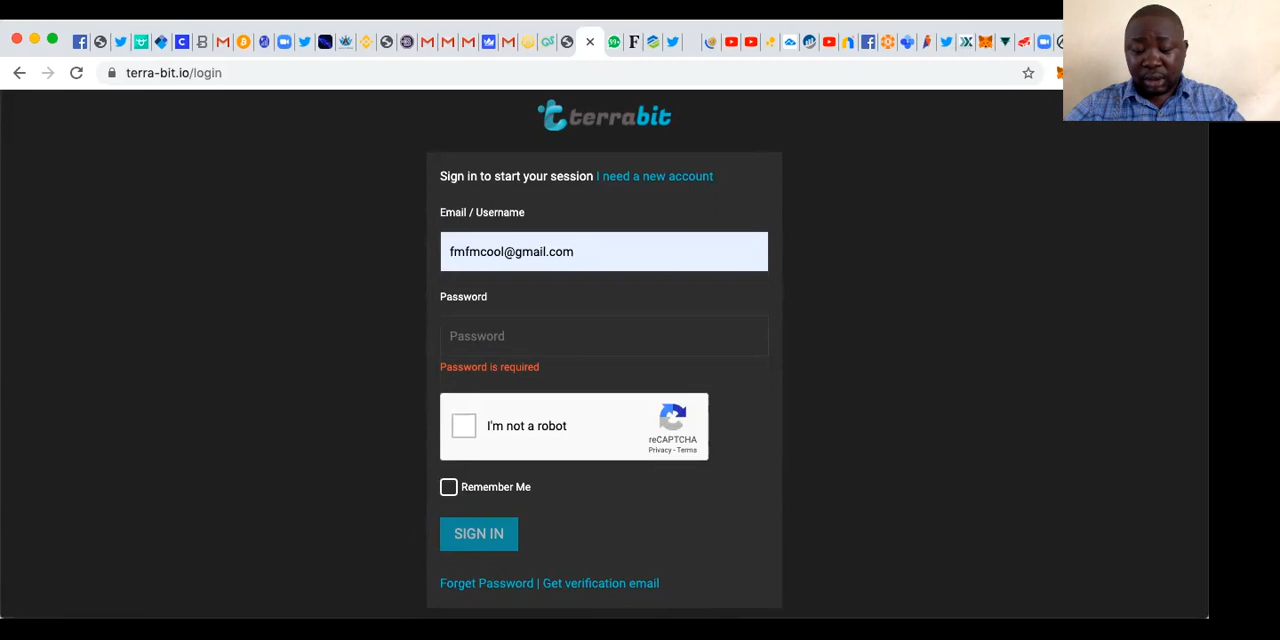 terra-bit.io/login
terrabit
Sign in to start your session I need a new account
Email / Username
fmfmcool@gmail.com
Password
Password
Password is required
I'm not a robot
reCAPTCHA
Privacy - Terms
Remember Me
SIGN IN
Forget Password | Get verification email